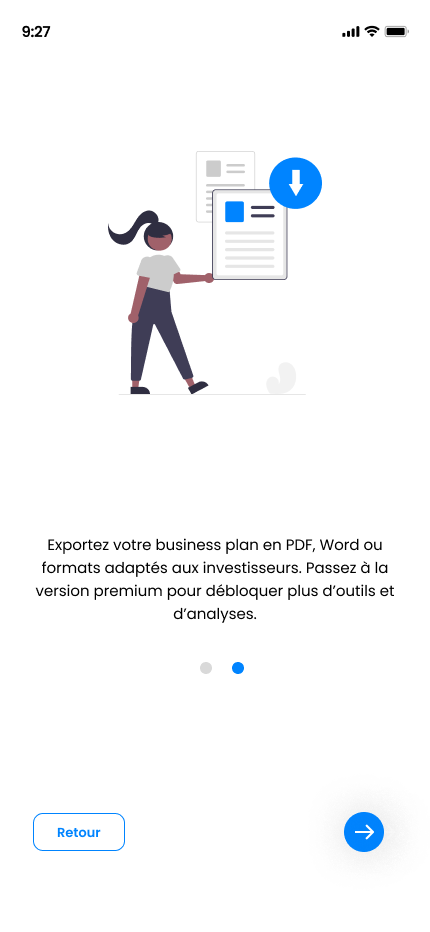 9:27
Exportez votre business plan en PDF, Word ou
formats adaptés aux investisseurs. Passez à la
version premium pour débloquer plus d’outils et
d’analyses.
Retour